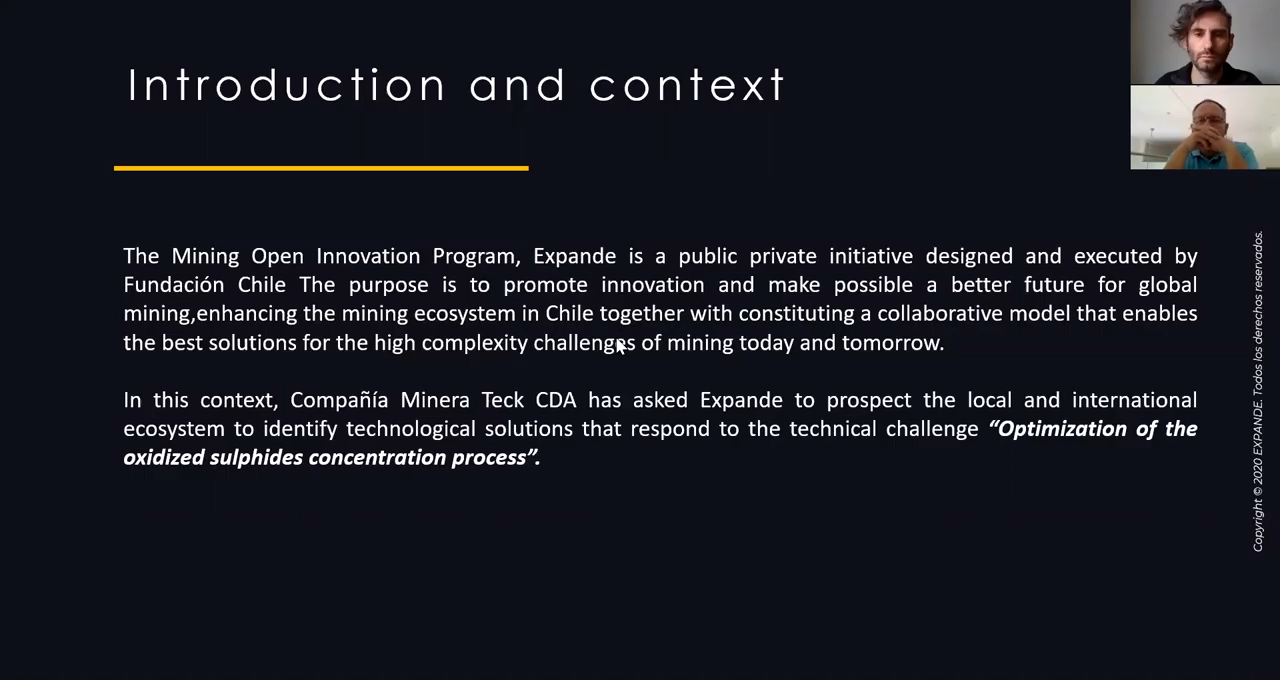 Introduction and context
The Mining Open Innovation Program, Expande is a public private initiative designed and executed by
Fundación Chile The purpose is to promote innovation and make possible a better future for global
mining,enhancing the mining ecosystem in Chile together with constituting a collaborative model that enables
the best solutions for the high complexity challenges of mining today and tomorrow.
In this context, Compañía Minera Teck CDA has asked Expande to prospect the local and international
ecosystem to identify technological solutions that respond to the technical challenge “Optimization of the
oxidized sulphides concentration process”.
Copyright © 2020 EXPANDE. Todos los derechos reservados.